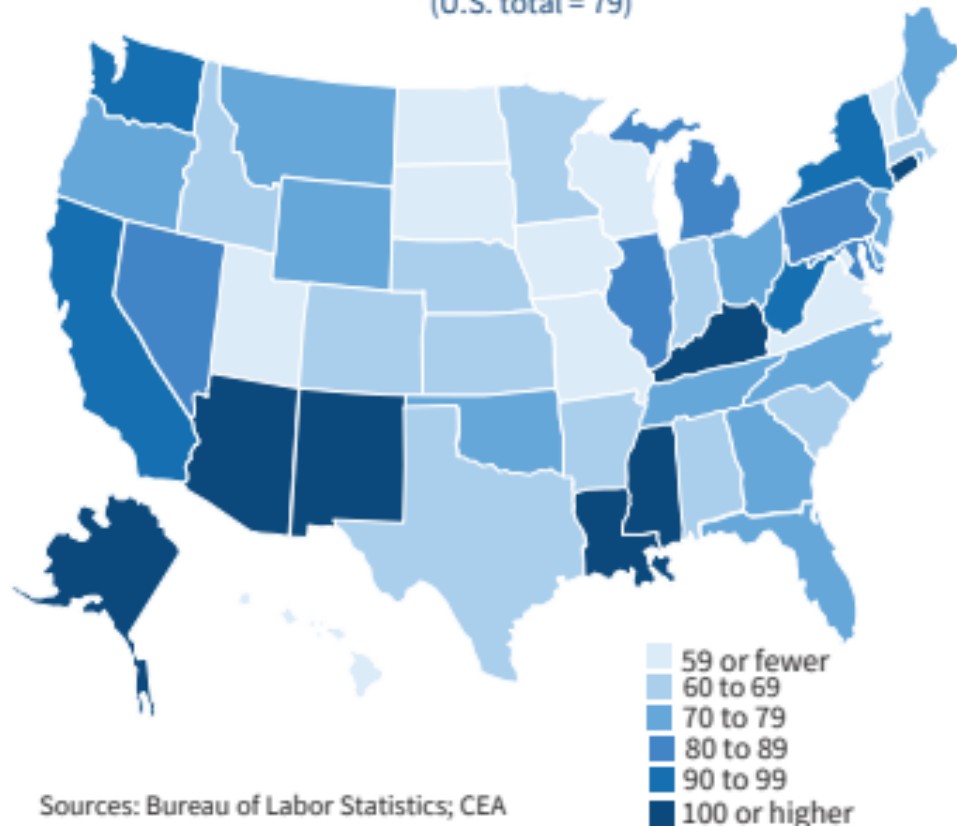 (U.S. total = 79)
59 or fewer
60 to 69
70 to 79
80 to 89
90 to 99
100 or higher
Sources: Bureau of Labor Statistics; CEA